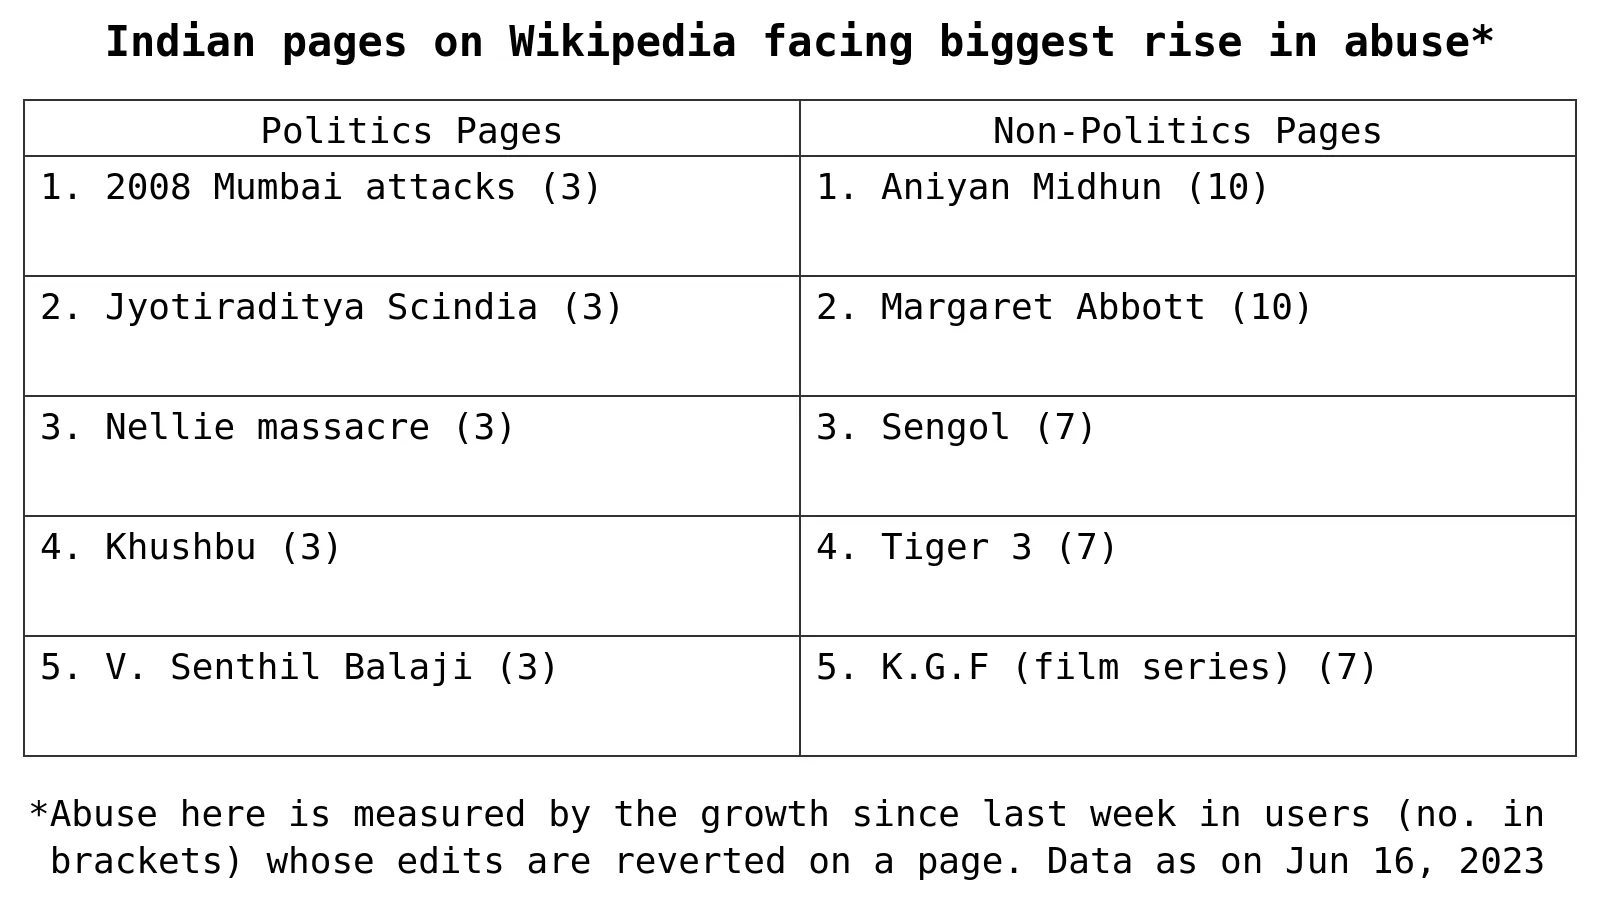 Indian pages on Wikipedia facing biggest rise in abuse*
Politics Pages
Non-Politics Pages
1. 2008 Mumbai attacks (3)
1. Aniyan Midhun (10)
2. Jyotiraditya Scindia (3)
2. Margaret Abbott (10)
3. Nellie massacre (3)
3. Sengol (7)
4. Khushbu (3)
4. Tiger 3 (7)
5. V. Senthil Balaji (3)
5. K.G.F (film series) (7)
*Abuse here is measured by the growth since last week in users (no. in
brackets) whose edits are reverted on a page. Data as on Jun 16, 2023